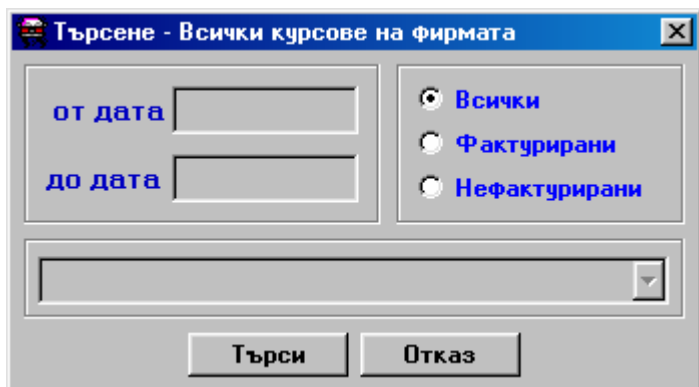 Търсене - Всички курсове на фирмата
от дата
до дата
Всички
Фактурирани
Нефактурирани
Търси
Отказ